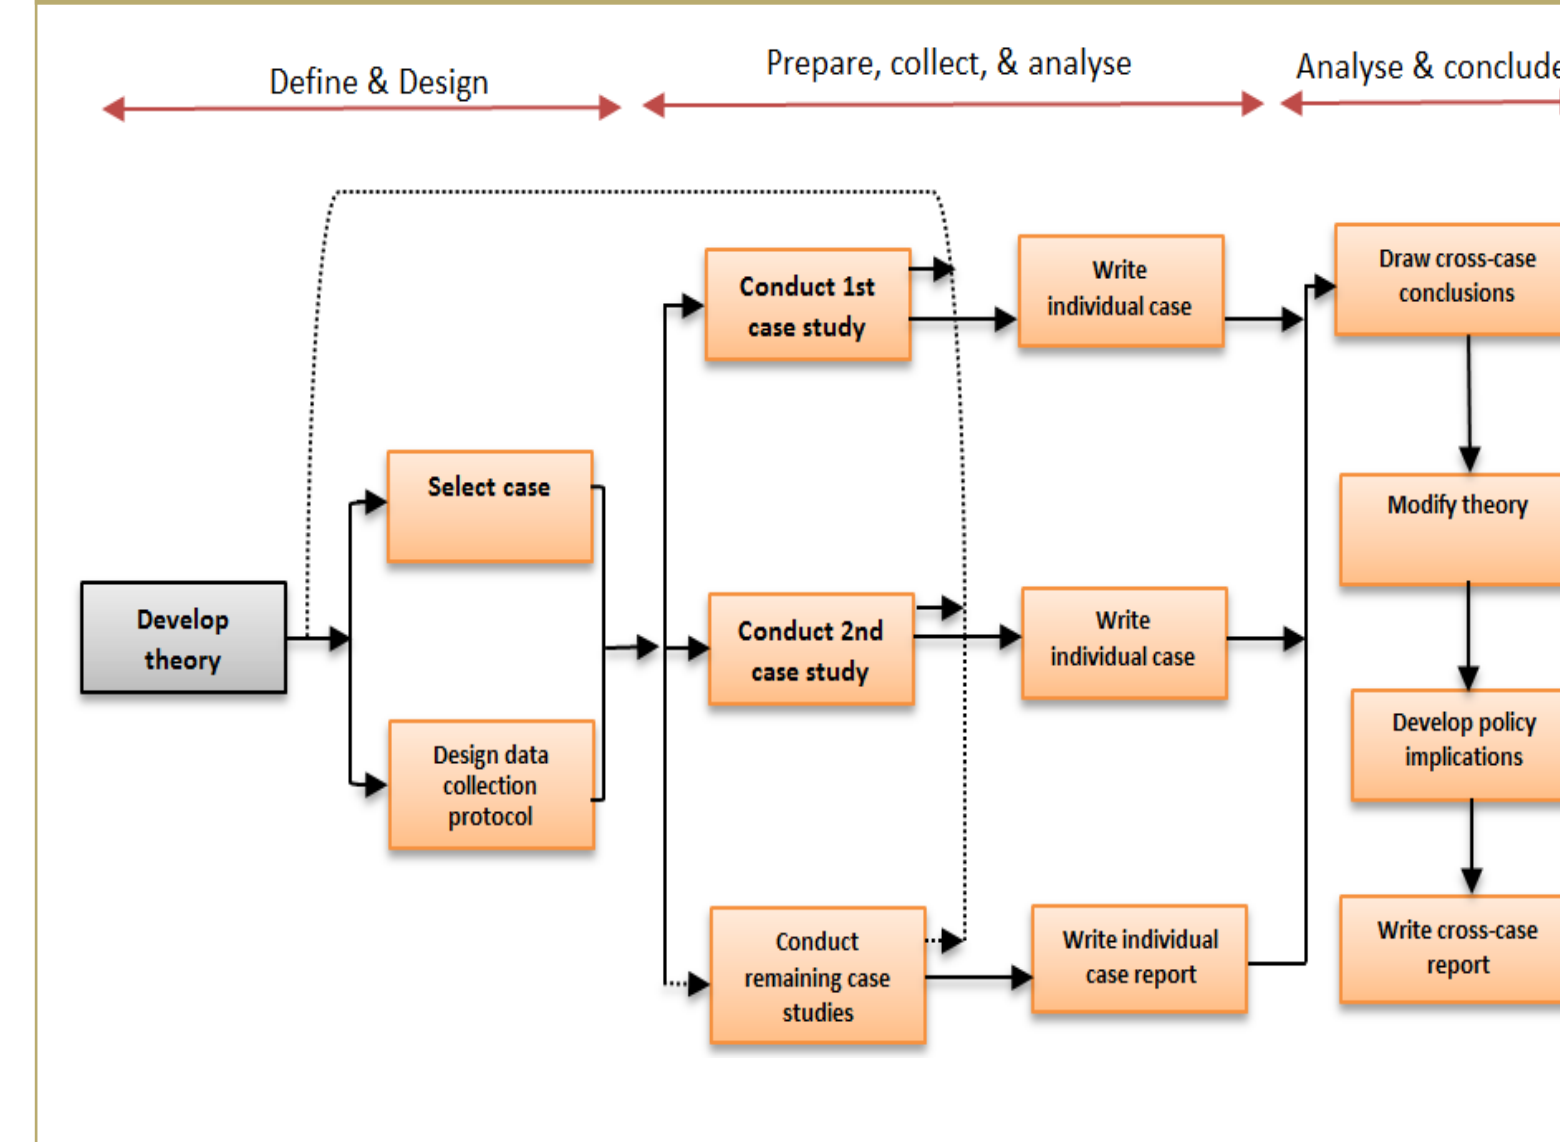 Define & Design
Prepare, collect, & analyse
Analyse & conclude
Develop
theory
Select case
Design data
collection
protocol
Conduct 1st
case study
Conduct 2nd
case study
Conduct
remaining case
studies
Write
individual case
Write
individual case
Write individual
case report
Draw cross-case
conclusions
Modify theory
Develop policy
implications
Write cross-case
report